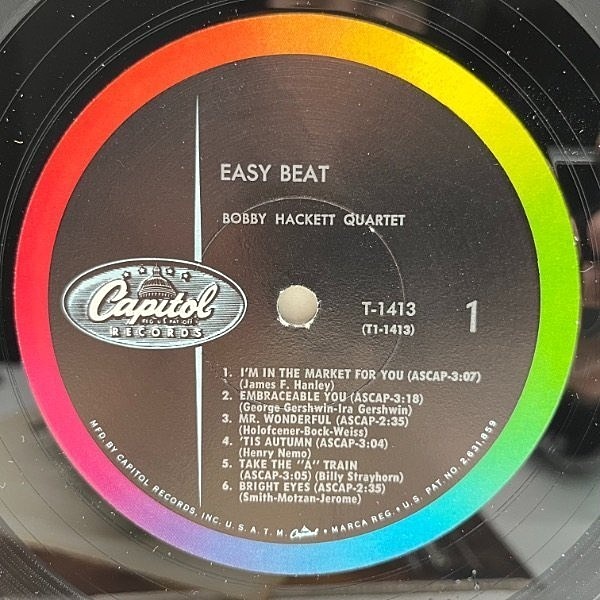 EASY BEAT
BOBBY HACKETT QUARTET
Capitol
REG. U.S. PAT. OFF.
RECORDS
T-1413
(T1-1413)
1
1. I'M IN THE MARKET FOR YOU (ASCAP-3:07)
(James F. Hanley)
2. EMBRACEABLE YOU (ASCAP-3:18)
(George Gershwin-Ira Gershwin)
3. MR. WONDERFUL (ASCAP-2:35)
(Holofcener-Bock-Weiss)
4. 'TIS AUTUMN (ASCAP-3:04)
(Henry Nemo)
5. TAKE THE "A" TRAIN
(ASCAP-3:05) (Billy Strayhorn)
6. BRIGHT EYES (ASCAP-2:35)
(Smith-Motzan-Jerome)
MFD. BY CAPITOL RECORDS, INC. U.S.A. T.M. Capitol MARCA REG. • U.S. PAT. NO. 2,631,859